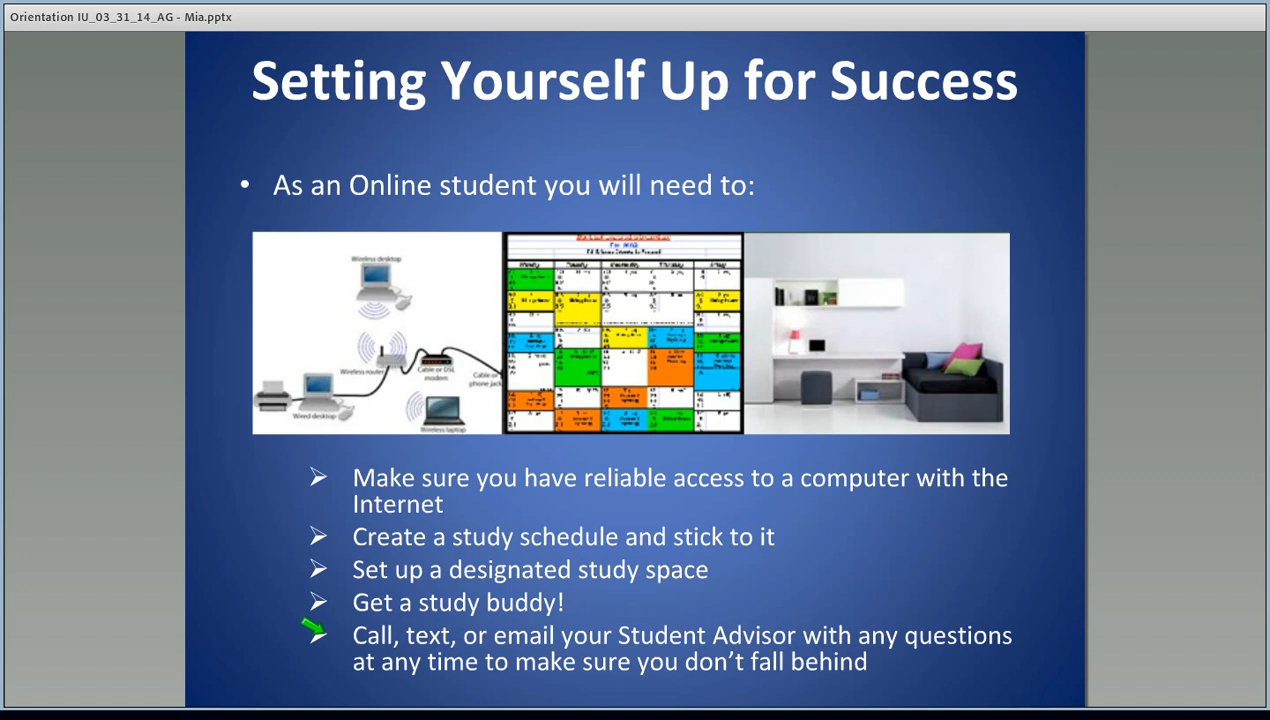 Orientation IU_03_31_14_AG - Mia.pptx
Setting Yourself Up for Success
• As an Online student you will need to:
Wireless desktop
Wireless router
Cable or DSL
modem
Cable or
phone jack
Wired desktop
Wireless laptop
Make sure you have reliable access to a computer with the
Internet
Create a study schedule and stick to it
Set up a designated study space
Get a study buddy!
Call, text, or email your Student Advisor with any questions
at any time to make sure you don’t fall behind